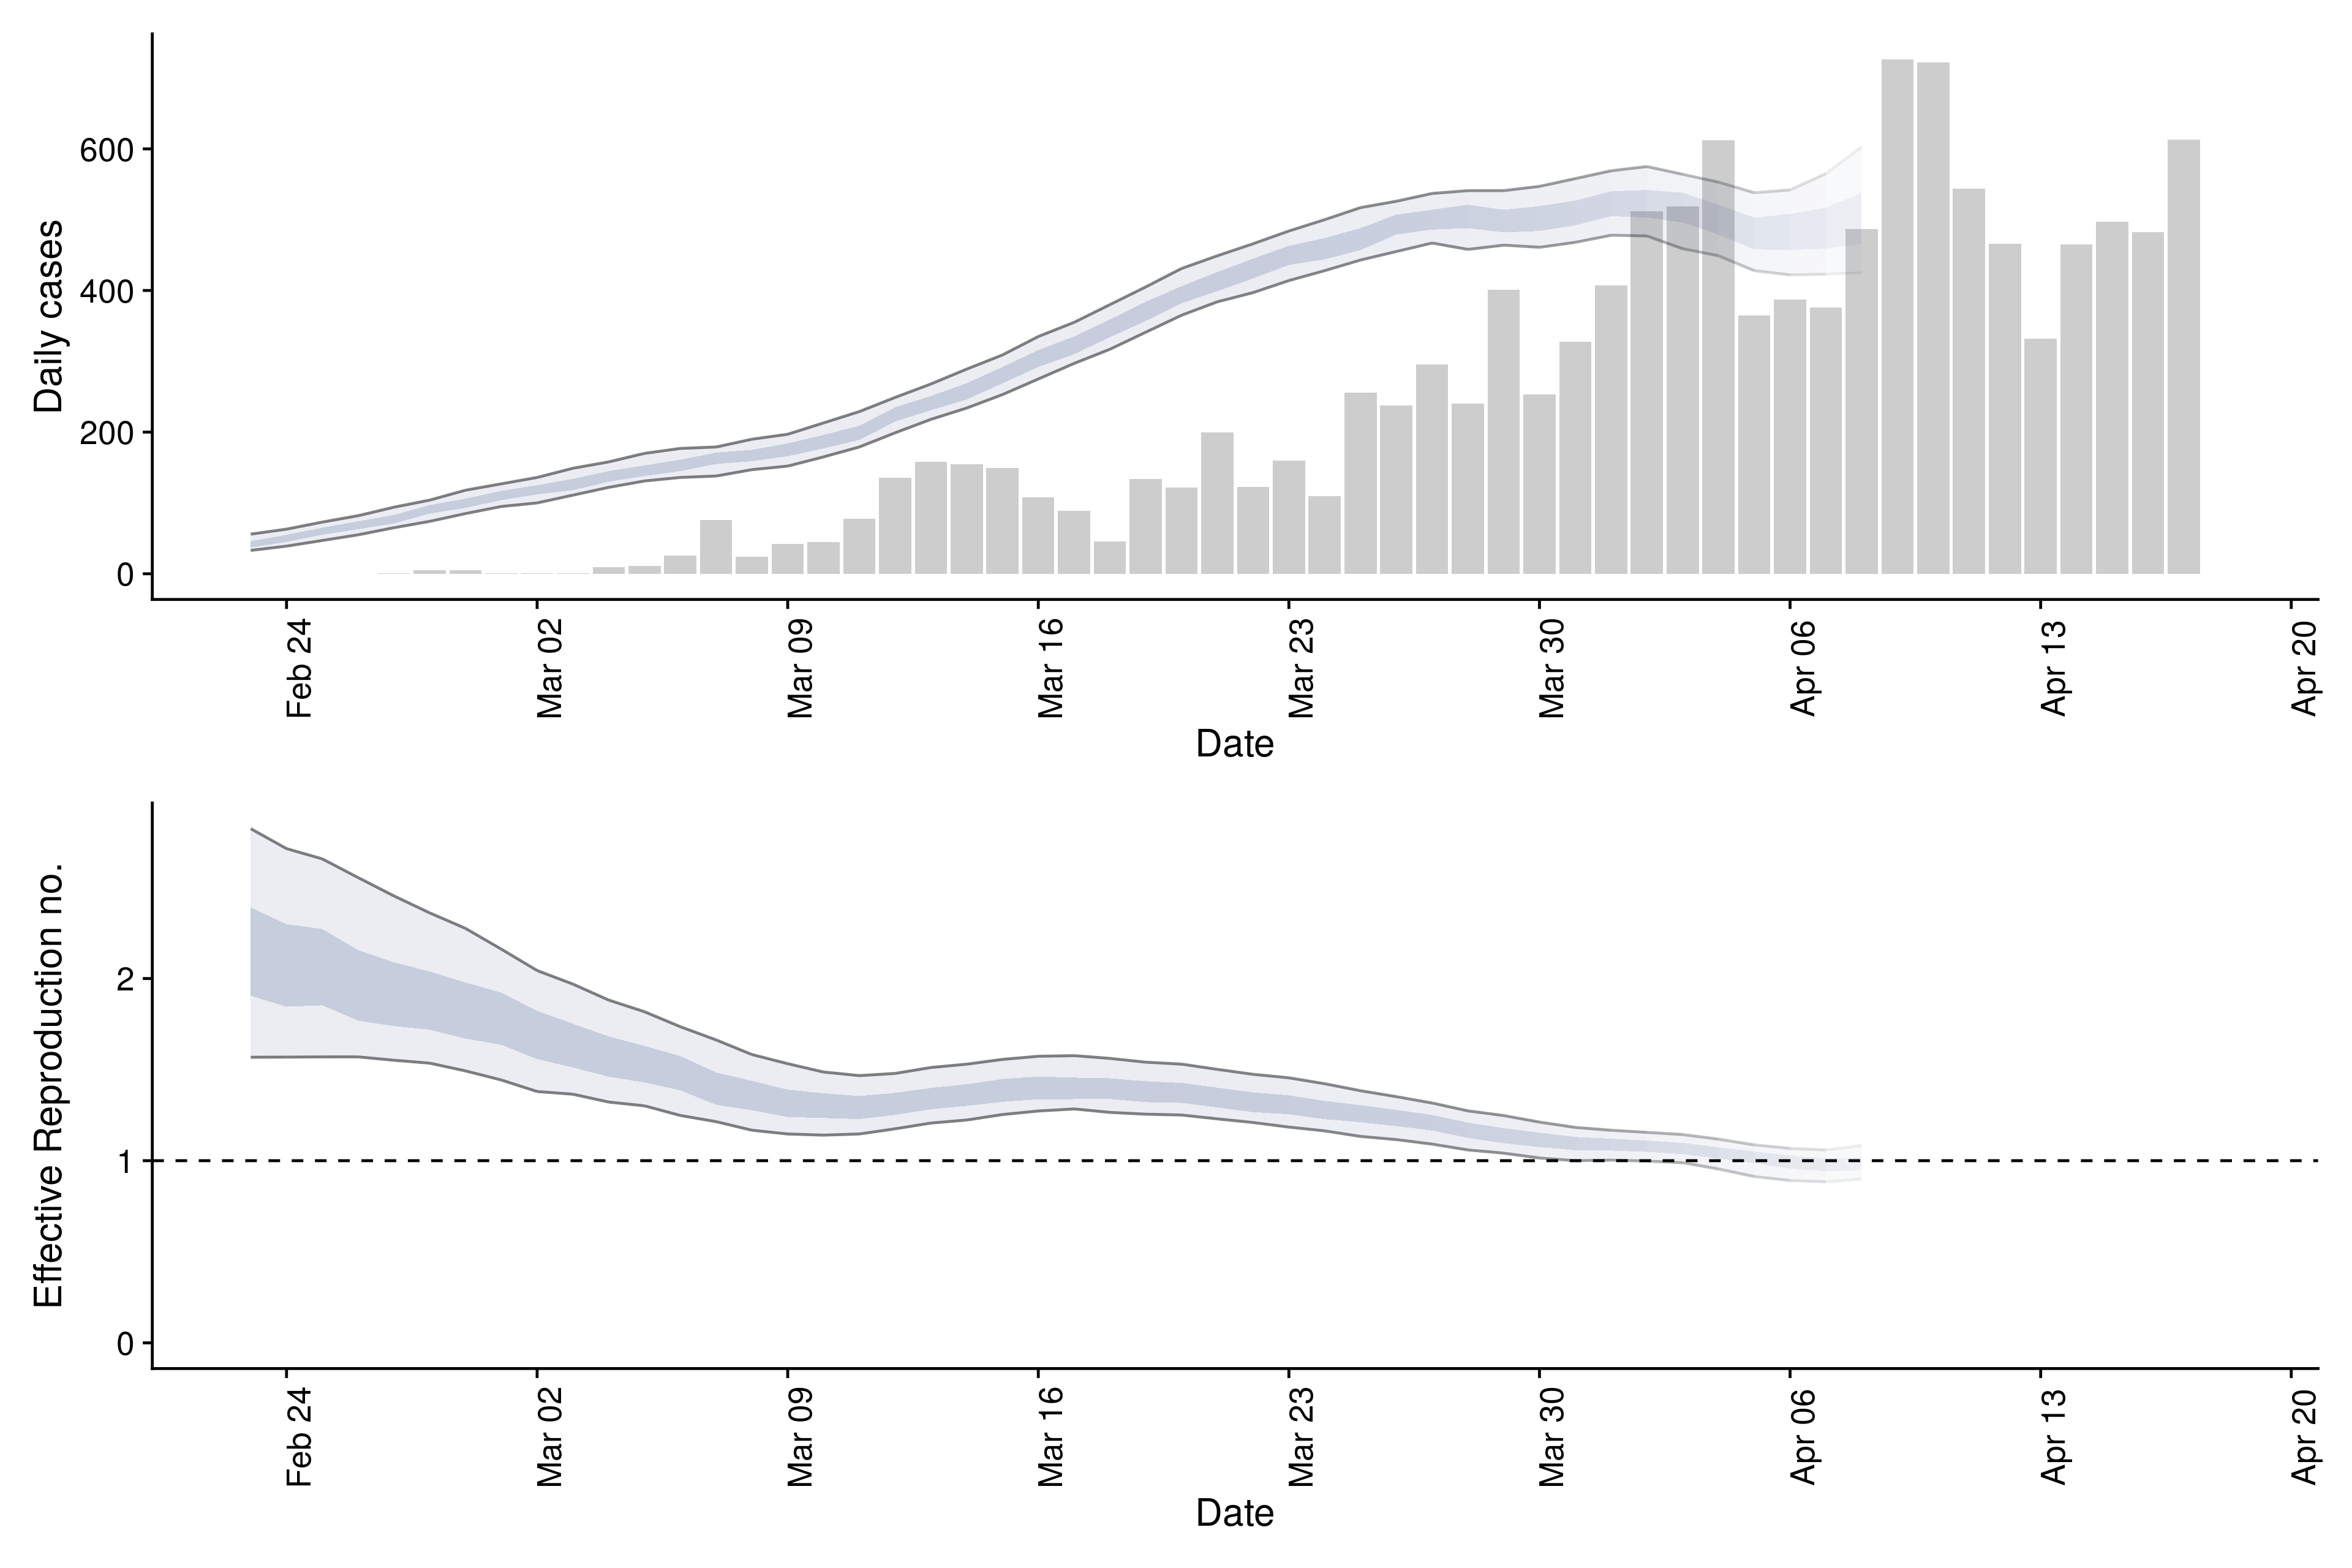 Daily cases
600
400
200
0
Feb 24
Mar 02
Mar 09
Mar 16
Mar 23
Mar 30
Apr 06
Apr 13
Apr 20
Date
Effective Reproduction no.
2
1
0
Feb 24
Mar 02
Mar 09
Mar 16
Mar 23
Mar 30
Apr 06
Apr 13
Apr 20
Date